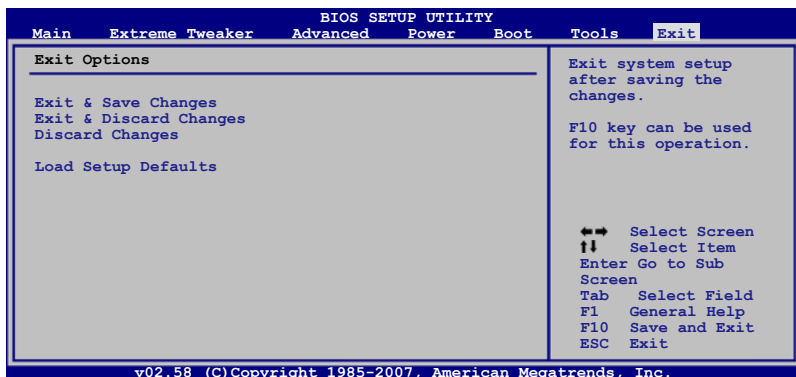 BIOS SETUP UTILITY
Main Extreme Tweaker Advanced Power Boot Tools Exit
Exit Options
Exit & Save Changes
Exit & Discard Changes
Discard Changes
Load Setup Defaults
Exit system setup
after saving the
changes.
F10 key can be used
for this operation.
←→ Select Screen
↑↓ Select Item
Enter Go to Sub
Screen
Tab Select Field
F1 General Help
F10 Save and Exit
ESC Exit
v02.58 (C)Copyright 1985-2007, American Megatrends, Inc.